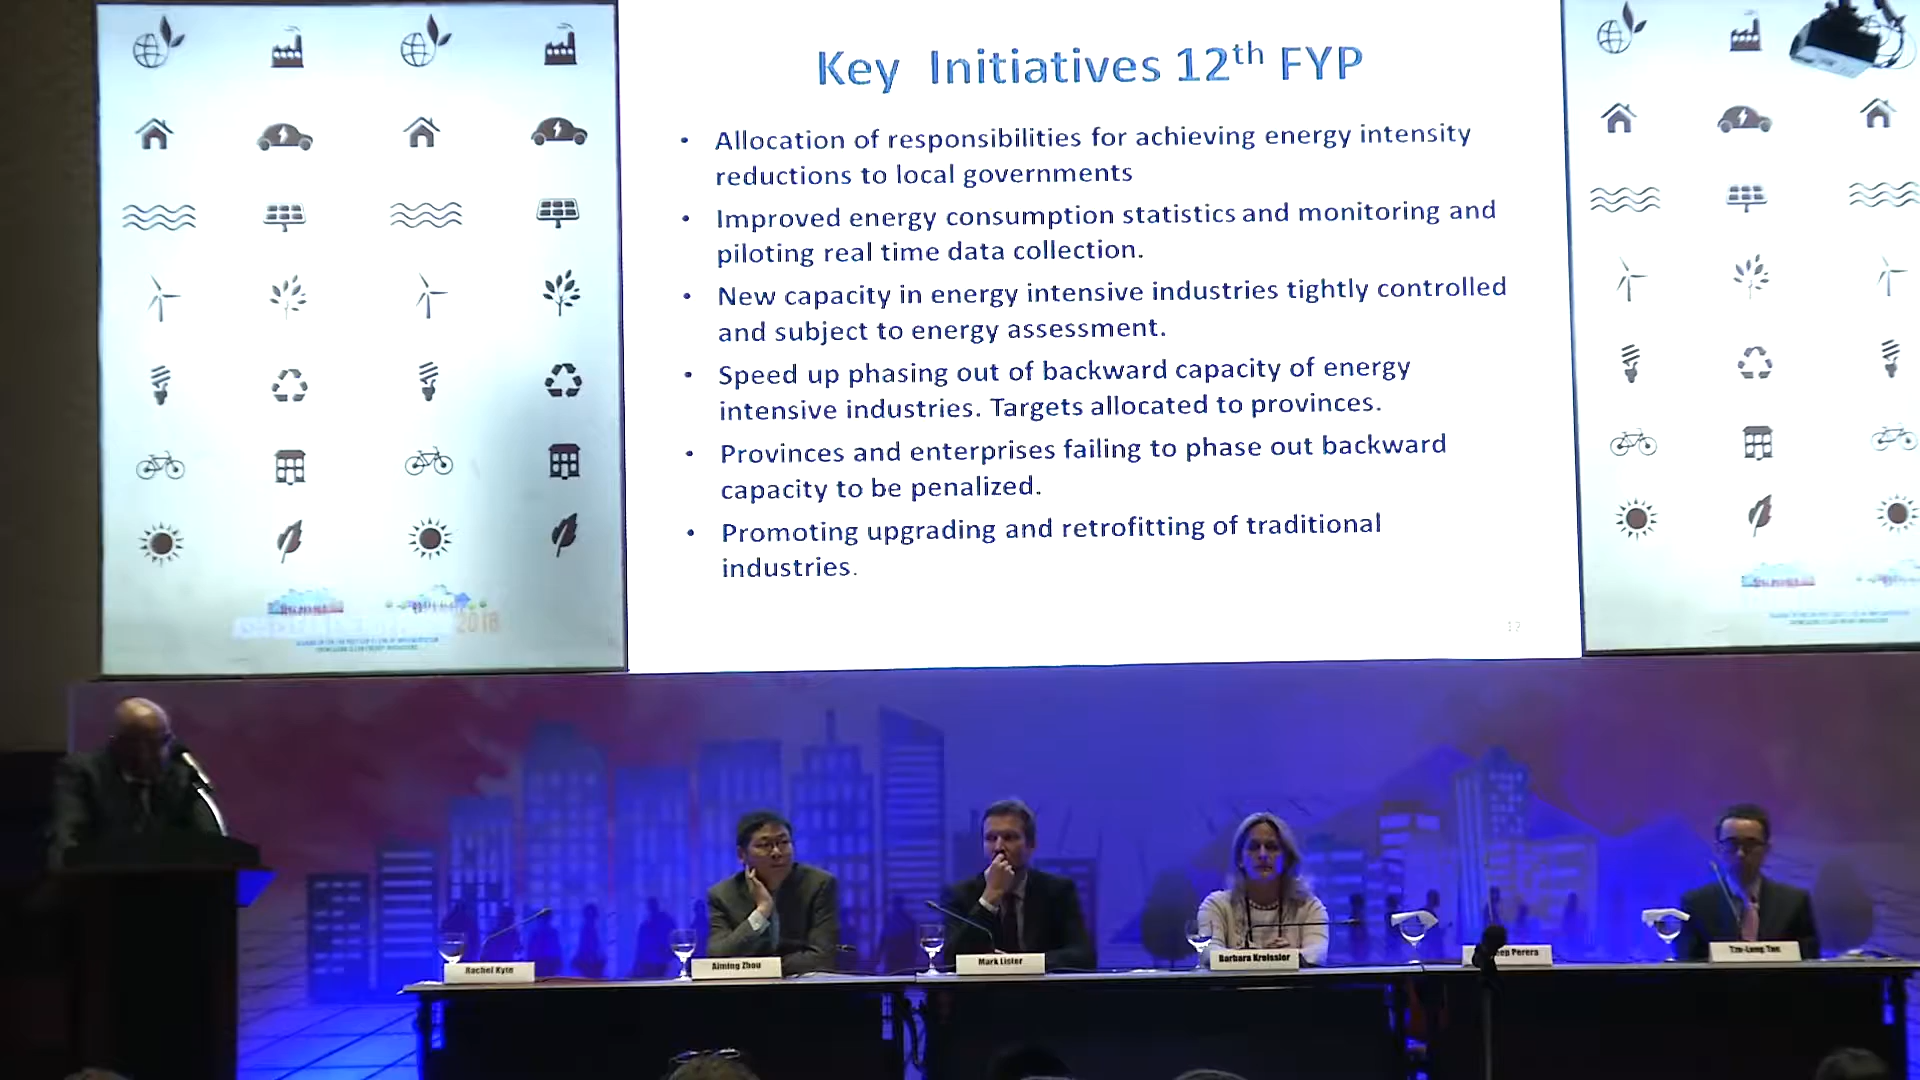 Key Initiatives 12th FYP
• Allocation of responsibilities for achieving energy intensity
reductions to local governments
• Improved energy consumption statistics and monitoring and
piloting real time data collection.
• New capacity in energy intensive industries tightly controlled
and subject to energy assessment.
• Speed up phasing out of backward capacity of energy
intensive industries. Targets allocated to provinces.
• Provinces and enterprises failing to phase out backward
capacity to be penalized.
• Promoting upgrading and retrofitting of traditional
industries.
2018
Rachel Kyte
Aiming Zhou
Mark Lister
Barbara Kreissler
Perera